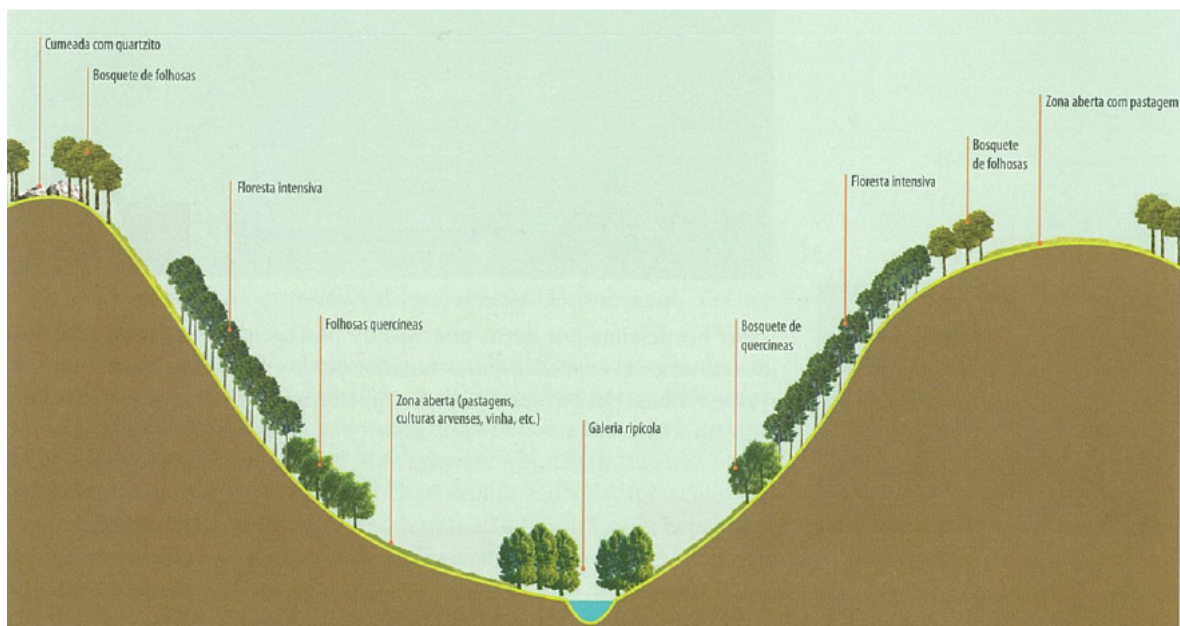 Cumeada com quartzito
Bosquete de folhosas
Floresta intensiva
Folhosas quercíneas
Zona aberta (pastagens,
culturas arvenses, vinha, etc.)
Galeria ripícola
Bosquete de
quercíneas
Floresta intensiva
Bosquete
de folhosas
Zona aberta com pastagem